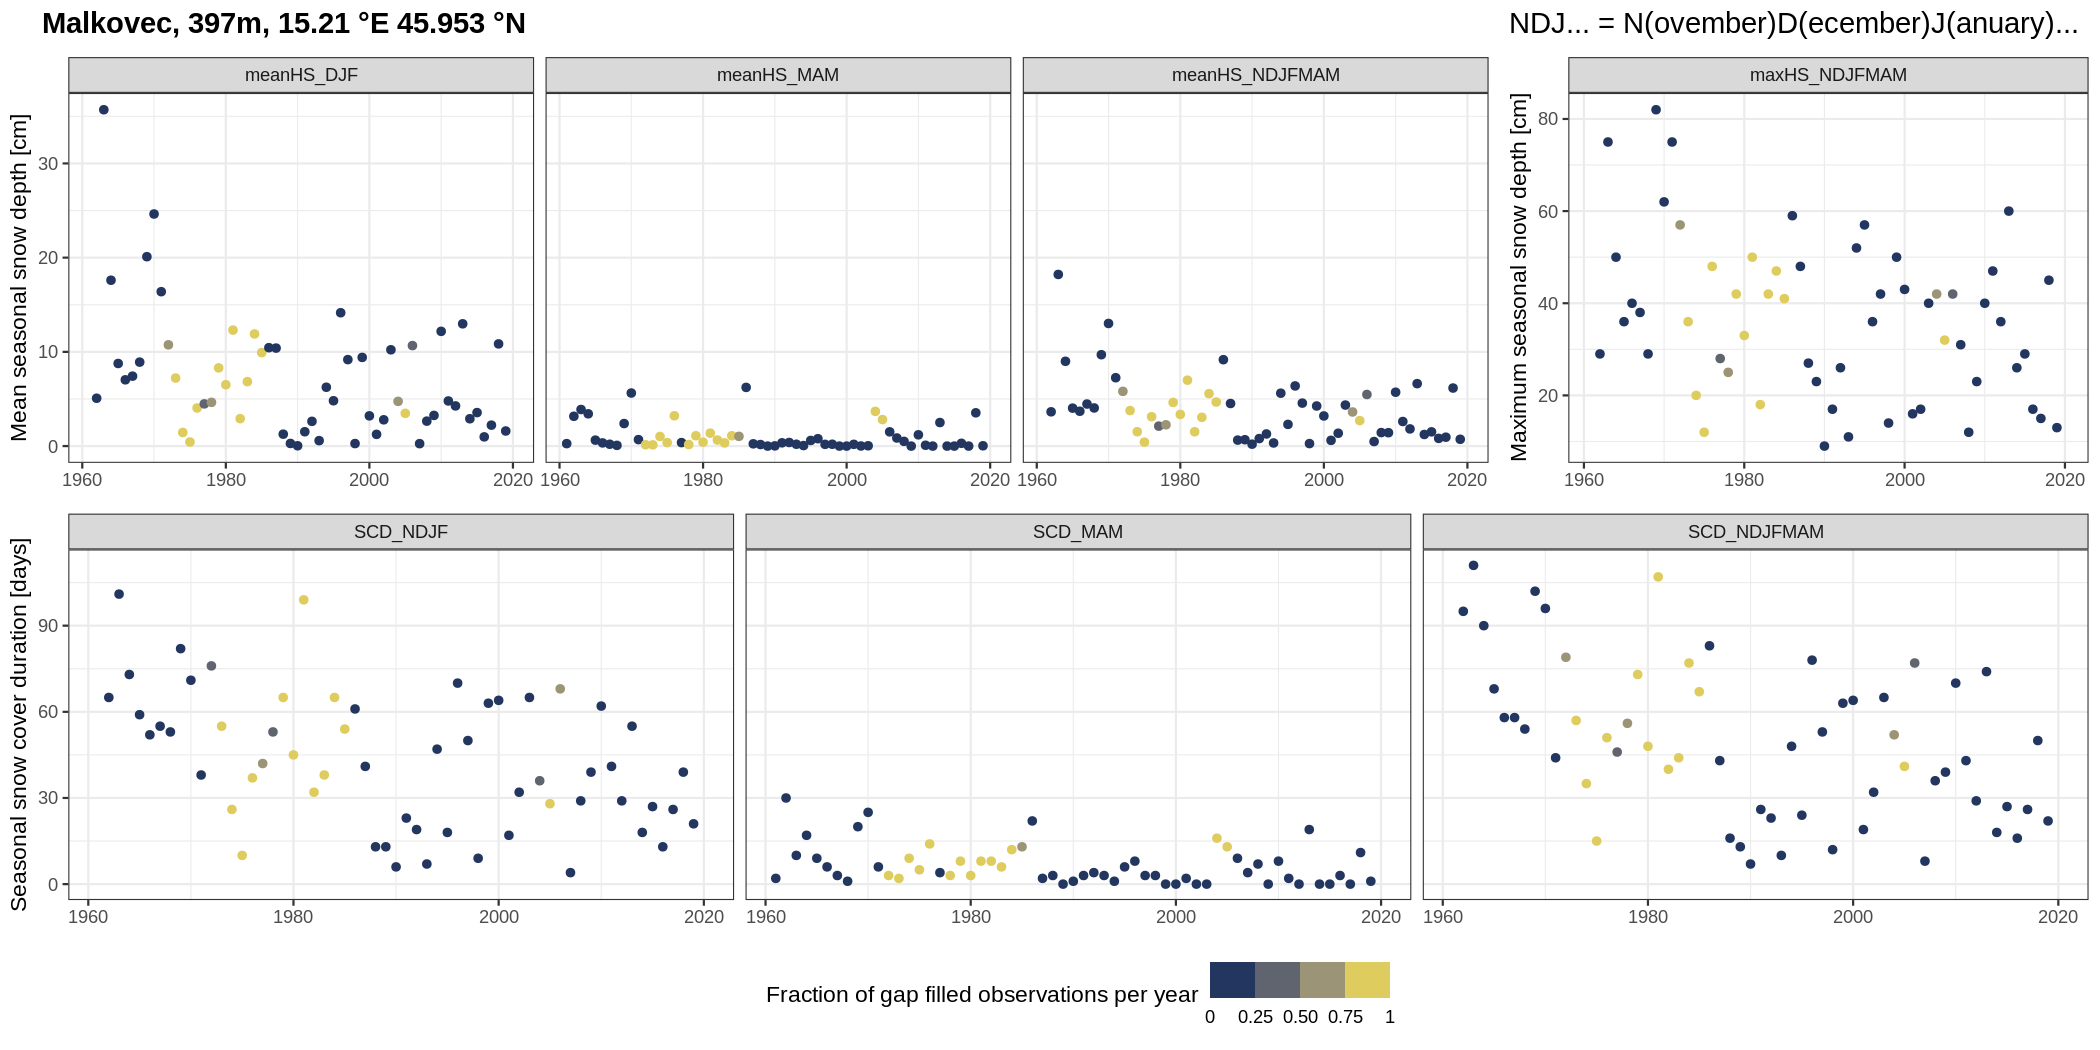 Malkovec, 397m, 15.21 °E 45.953 °N
NDJ... = N(ovember)D(ecember)J(anuary)...
meanHS_DJF
meanHS_MAM
meanHS_NDJFMAM
maxHS_NDJFMAM
Mean seasonal snow depth [cm]
30
20
10
0
1960 1980 2000 2020
1960 1980 2000 2020
1960 1980 2000 2020
Maximum seasonal snow depth [cm]
80
60
40
20
1960 1980 2000 2020
SCD_NDJF
SCD_MAM
SCD_NDJFMAM
Seasonal snow cover duration [days]
90
60
30
0
1960 1980 2000 2020
1960 1980 2000 2020
1960 1980 2000 2020
Fraction of gap filled observations per year
0 0.25 0.50 0.75 1